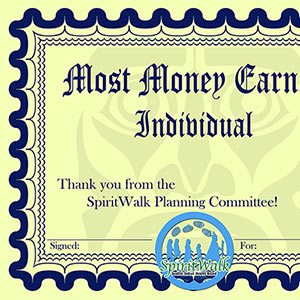 Most Money Earn
Individual
Thank you from the
SpiritWalk Planning Committee!
Signed:
For:
SpiritWalk